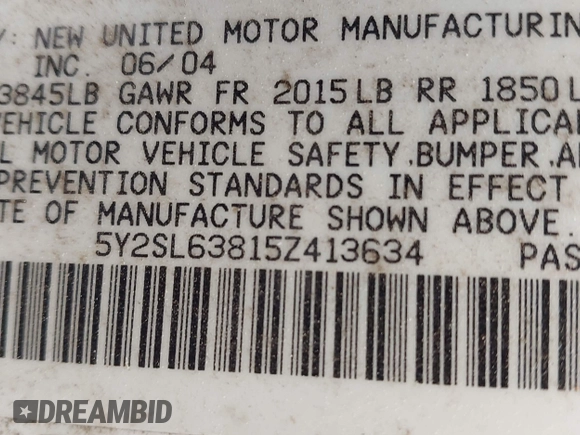 Y: NEW UNITED MOTOR MANUFACTURIN
INC. 06/04
3845LB GAWR FR 2015LB RR 1850L
VEHICLE CONFORMS TO ALL APPLICA
L MOTOR VEHICLE SAFETY,BUMPER,A
PREVENTION STANDARDS IN EFFECT
TE OF MANUFACTURE SHOWN ABOVE.
5Y2SL63815Z413634 PAS
DREAMBID